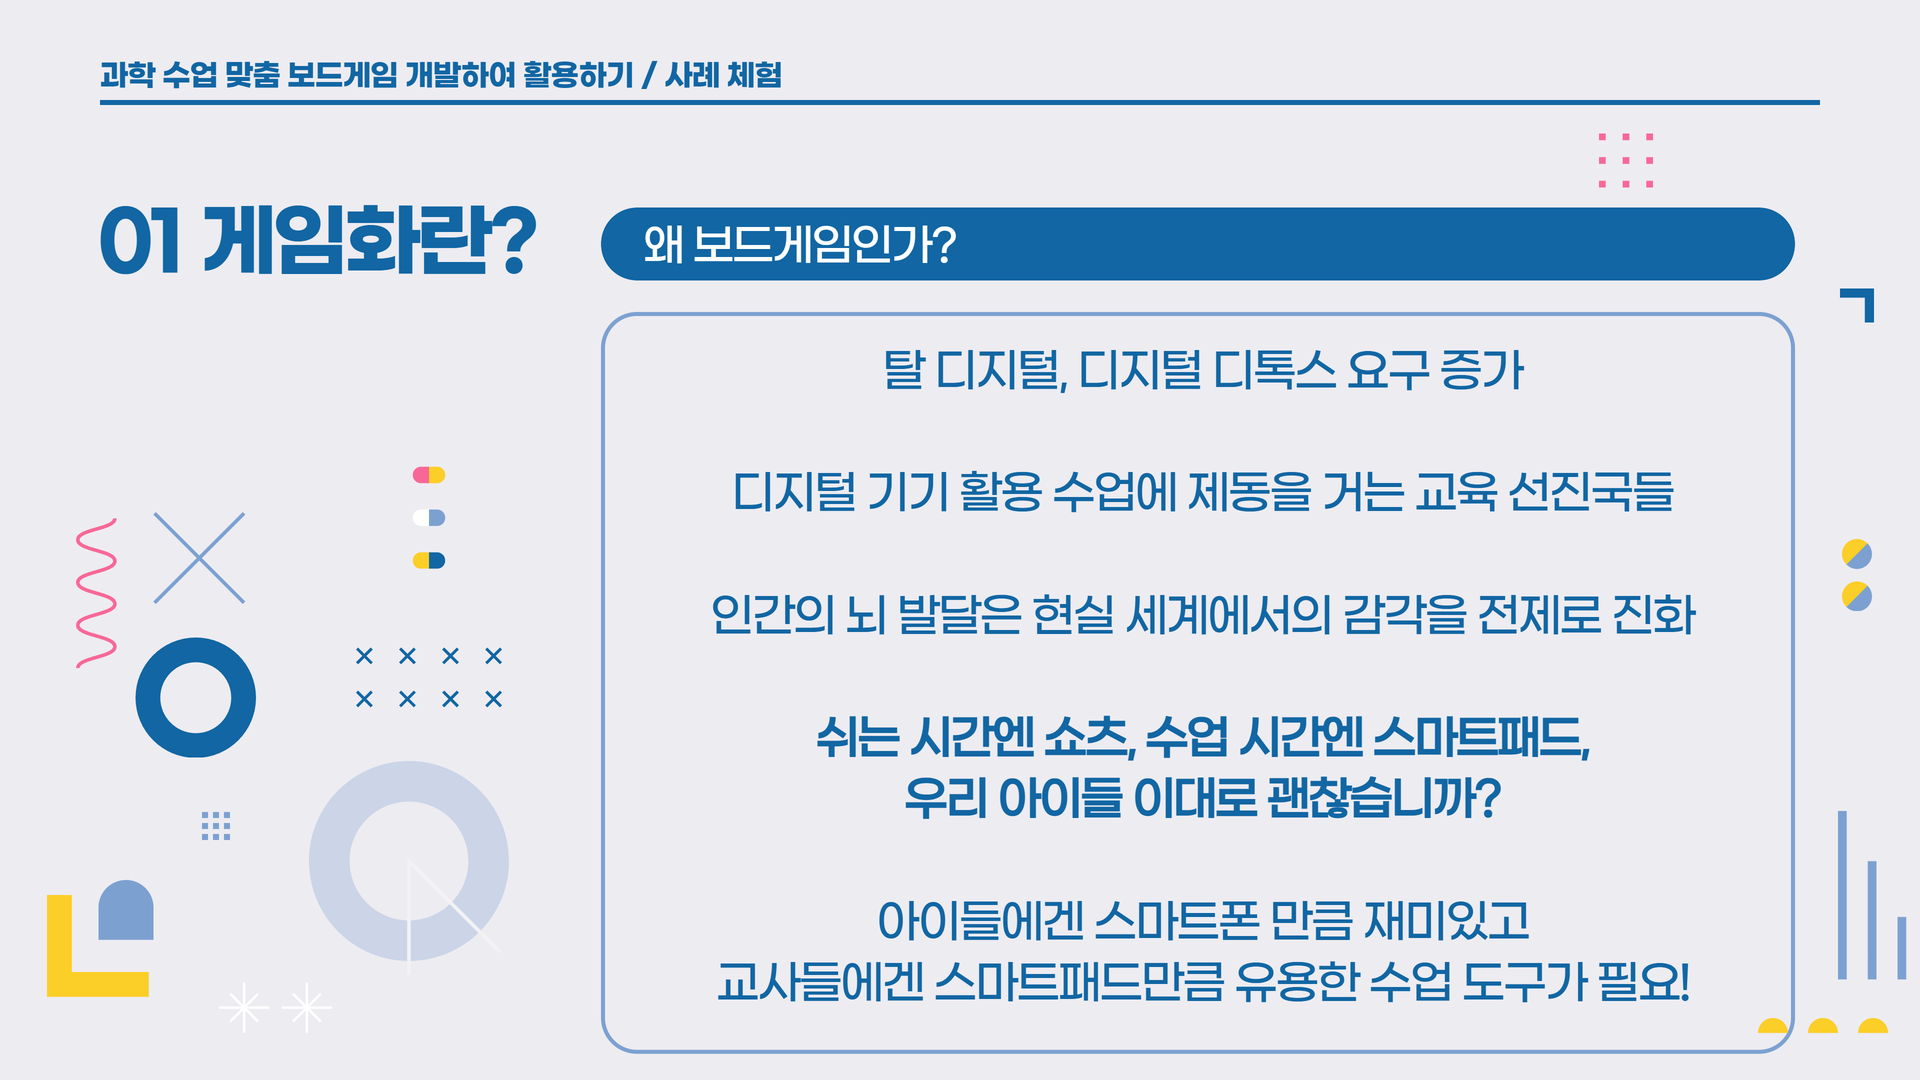 과학 수업 맞춤 보드게임 개발하여 활용하기 / 사례 체험
01 게임화란?
왜 보드게임인가?
탈 디지털, 디지털 디톡스 요구 증가
디지털 기기 활용 수업에 제동을 거는 교육 선진국들
인간의 뇌 발달은 현실 세계에서의 감각을 전제로 진화
쉬는 시간엔 쇼츠, 수업 시간엔 스마트패드,
우리 아이들 이대로 괜찮습니까?
아이들에겐 스마트폰 만큼 재미있고
교사들에겐 스마트패드만큼 유용한 수업 도구가 필요!